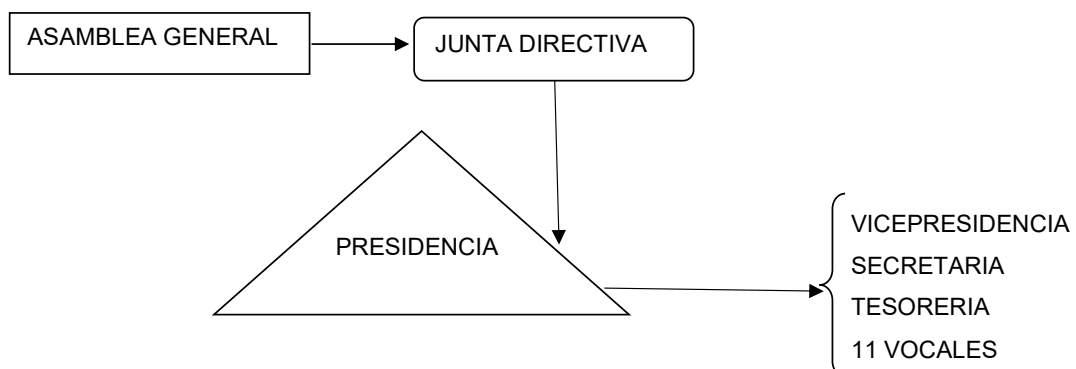 ASAMBLEA GENERAL
JUNTA DIRECTIVA
PRESIDENCIA
VICEPRESIDENCIA
SECRETARIA
TESORERIA
11 VOCALES